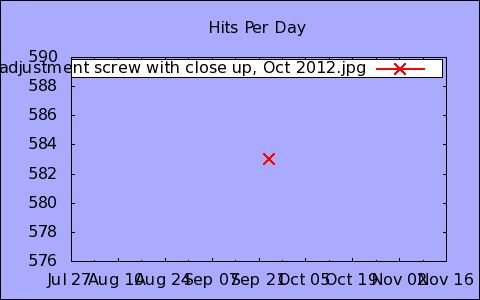 Hits Per Day
590
adjustment screw with close up, Oct 2012.jpg
588
586
584
582
580
578
576
Jul 27 Aug 10 Aug 24 Sep 07 Sep 21 Oct 05 Oct 19 Nov 02 Nov 16